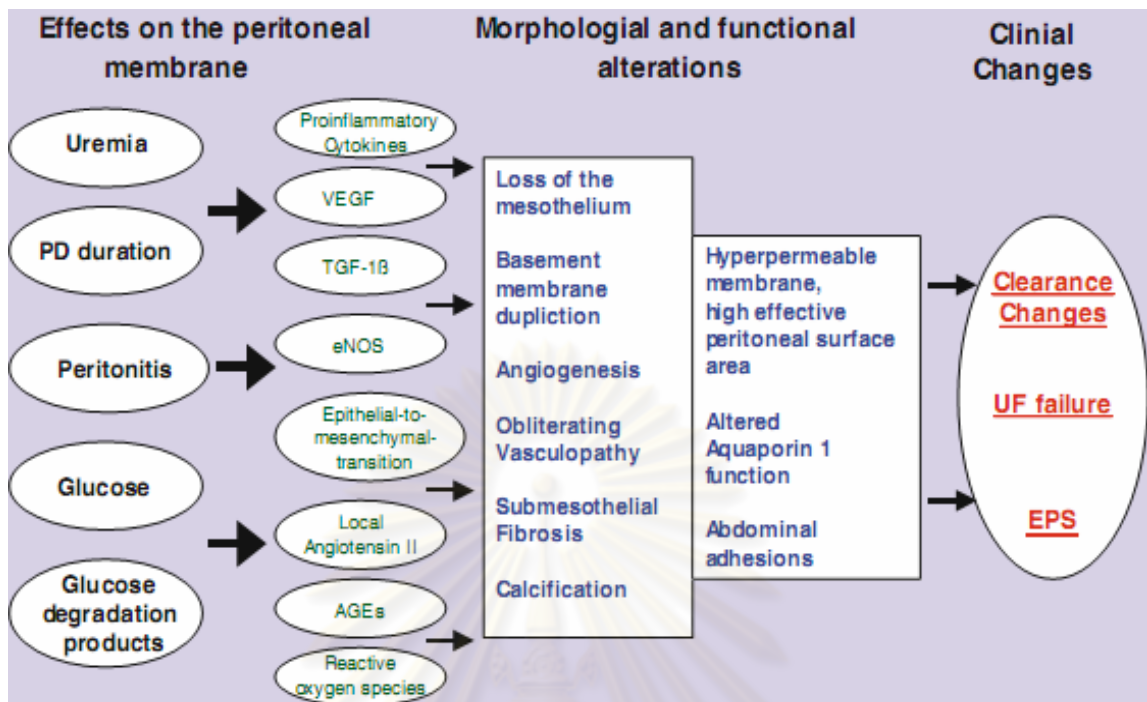 Effects on the peritoneal
membrane
Morphologial and functional
alterations
Clinial
Changes
Uremia
PD duration
Peritonitis
Glucose
Glucose
degradation
products
Proinflammatory
Cytokines
VEGF
TGF-1ß
eNOS
Epithelial-to-
mesenchymal-
transition
Local
Angiotensin II
AGEs
Reactive
oxygen species
Loss of the
mesothelium
Basement
membrane
dupliction
Angiogenesis
Obliterating
Vasculopathy
Submesothelial
Fibrosis
Calcification
Hyperpermeable
membrane,
high effective
peritoneal surface
area
Altered
Aquaporin 1
function
Abdominal
adhesions
Clearance
Changes
UF failure
EPS